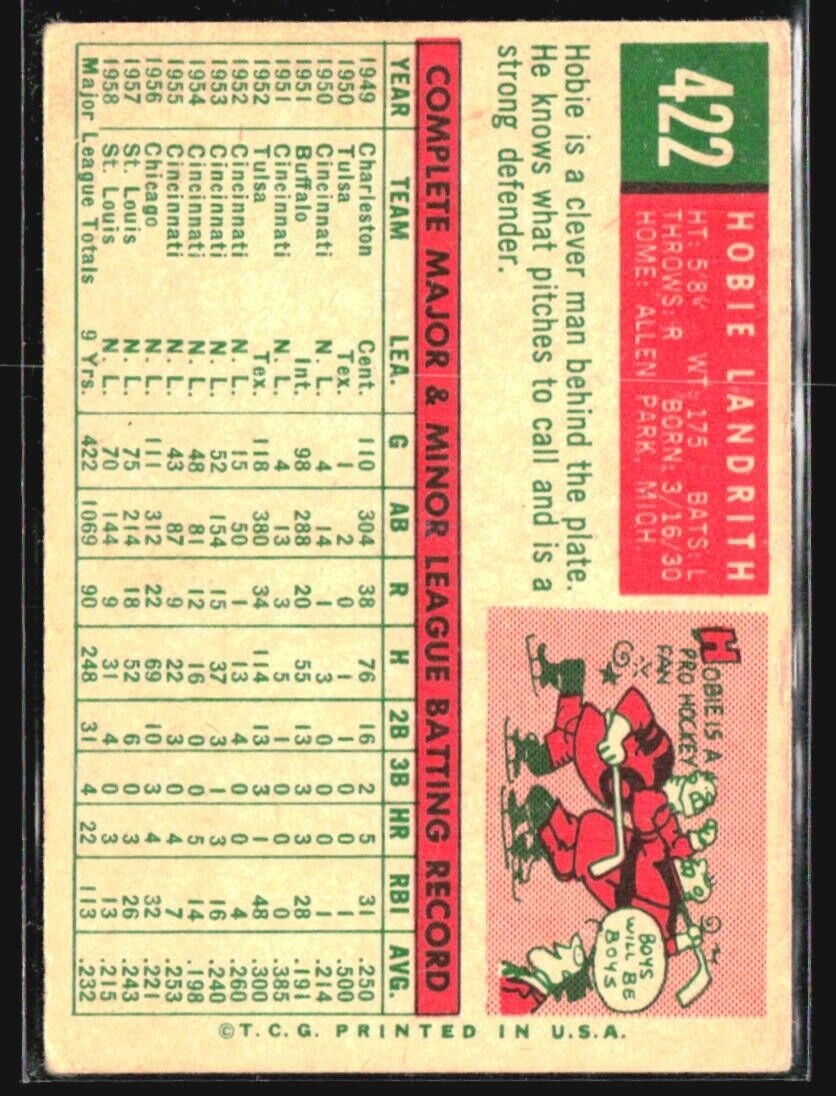 422
HOBIE LANDRITH
HT: 5'8½ WT: 175 BATS: L
THROWS: R BORN: 3/16/30
HOME: ALLEN PARK, MICH.
Hobie is a clever man behind the plate.
He knows what pitches to call and is a
strong defender.
HOBIE IS A
PRO HOCKEY
FAN
BOYS
WILL BE
BOYS
COMPLETE MAJOR & MINOR LEAGUE BATTING RECORD
YEAR TEAM LEA. G AB R H 2B 3B HR RBI AVG.
1949 Charleston Cent. 110 304 38 76 16 2 5 31 .250
1950 Tulsa Tex. 1 2 0 1 1 0 0 1 .500
1950 Cincinnati N. L. 4 14 1 3 0 0 0 1 .214
1951 Buffalo Int. 98 288 20 55 13 3 3 28 .191
1951 Cincinnati N. L. 4 13 3 5 1 0 0 0 .385
1952 Tulsa Tex. 118 380 34 114 13 3 1 48 .300
1952 Cincinnati N. L. 15 50 1 13 4 0 0 4 .260
1953 Cincinnati N. L. 52 154 15 37 3 1 3 16 .240
1954 Cincinnati N. L. 48 81 12 16 0 0 5 14 .198
1955 Cincinnati N. L. 43 87 9 22 3 0 4 7 .253
1956 Chicago N. L. 111 312 22 69 10 3 4 32 .221
1957 St. Louis N. L. 75 214 18 52 6 0 3 26 .243
1958 St. Louis N. L. 70 144 9 31 4 0 3 13 .215
Major League Totals 9 Yrs. 422 1069 90 248 31 4 22 113 .232
©T.C.G. PRINTED IN U.S.A.